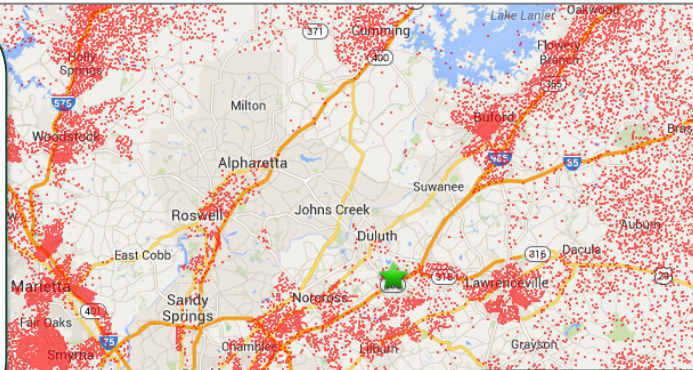 Oakwood
Lake Lanier
371
Cumming
Holly
Springs
400
Flowery
Branch
985
575
Milton
Buford
Woodstock
Bras
985
85
Alpharetta
Suwanee
Roswell
Johns Creek
Auburn
Duluth
East Cobb
316
Dacula
316
29
Marietta
Lawrenceville
Sandy
Springs
Norcross
401
Fair Oaks
75
Smyrna
Chamblee
Lilburn
Grayson